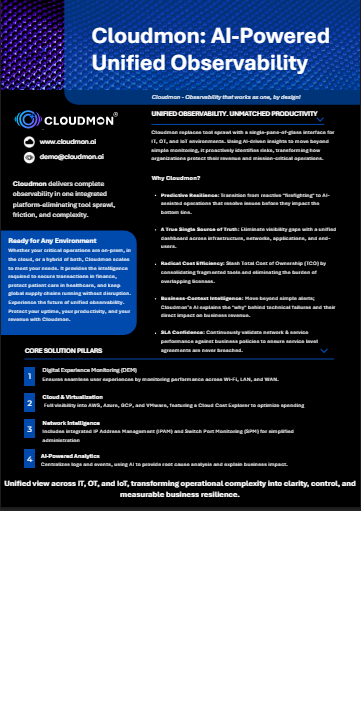 Cloudmon: AI-Powered
Unified Observability
Cloudmon - Observability that works as one, by design!
CLOUDMON®
www.cloudmon.ai
demo@cloudmon.ai
Cloudmon delivers complete
observability in one integrated
platform-eliminating tool sprawl,
friction, and complexity.
Ready for Any Environment
Whether your critical operations are on-prem, in
the cloud, or a hybrid of both, Cloudmon scales
to meet your needs. It provides the intelligence
required to secure transactions in finance,
protect patient care in healthcare, and keep
global supply chains running without disruption.
Experience the future of unified observability.
Protect your uptime, your productivity, and your
revenue with Cloudmon.
UNIFIED OBSERVABILITY. UNMATCHED PRODUCTIVITY
Cloudmon replaces tool sprawl with a single-pane-of-glass interface for
IT, OT, and IoT environments. Using AI-driven insights to move beyond
simple monitoring, it proactively identifies risks, transforming how
organizations protect their revenue and mission-critical operations.
Why Cloudmon?
• Predictive Resilience: Transition from reactive "firefighting" to AI-
assisted operations that resolve issues before they impact the
bottom line.
• A True Single Source of Truth: Eliminate visibility gaps with a unified
dashboard across infrastructure, networks, applications, and end-
users.
• Radical Cost Efficiency: Slash Total Cost of Ownership (TCO) by
consolidating fragmented tools and eliminating the burden of
overlapping licenses.
• Business-Context Intelligence: Move beyond simple alerts;
Cloudmon's AI explains the "why" behind technical failures and their
direct impact on business revenue.
• SLA Confidence: Continuously validate network & service
performance against business policies to ensure service level
agreements are never breached.
CORE SOLUTION PILLARS
1
Digital Experience Monitoring (DEM)
Ensures seamless user experiences by monitoring performance across Wi-Fi, LAN, and WAN.
2
Cloud & Virtualization
Full visibility into AWS, Azure, GCP, and VMware, featuring a Cloud Cost Explorer to optimize spending
3
Network Intelligence
Includes integrated IP Address Management (IPAM) and Switch Port Monitoring (SPM) for simplified
administration
4
AI-Powered Analytics
Centralizes logs and events, using AI to provide root cause analysis and explain business impact.
Unified view across IT, OT, and IoT, transforming operational complexity into clarity, control, and
measurable business resilience.